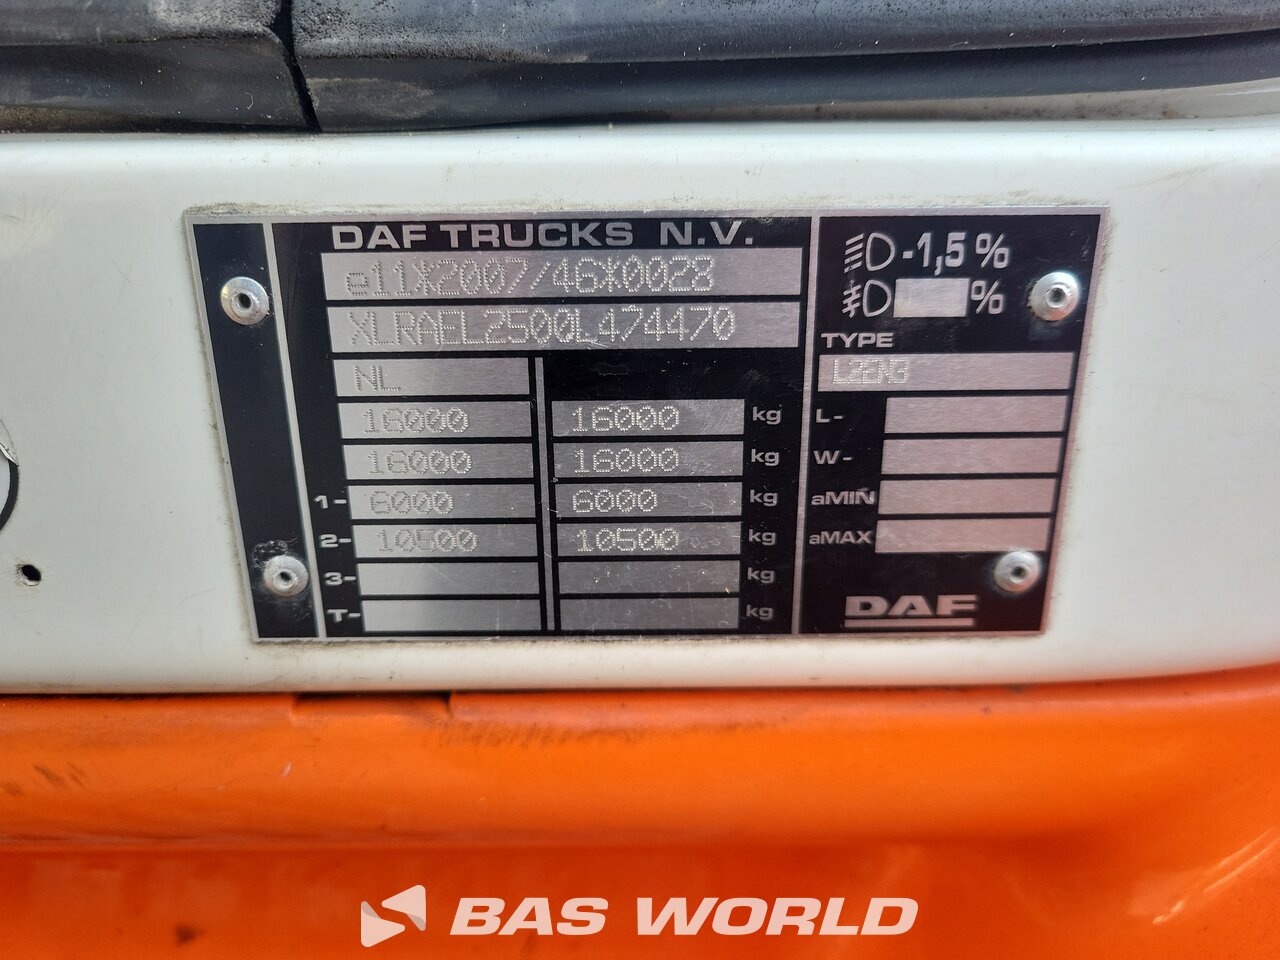 DAF TRUCKS N.V.
e11*2007/46*0028
XLRAEL2500L474470
NL
16000 16000 kg
16000 16000 kg
1- 6000 6000 kg
2- 10500 10500 kg
3- kg
T- kg
-1,5%
%
TYPE
LZEN3
L-
W-
aMIN
aMAX
DAF
BAS WORLD